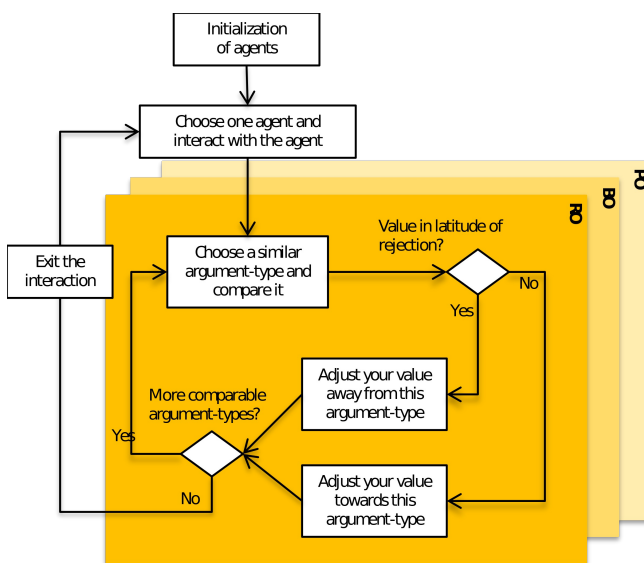 Initialization
of agents
Choose one agent and
interact with the agent
RO
BO
Value in latitude of
rejection?
Choose a similar
argument-type and
compare it
Exit the
interaction
No
Yes
Adjust your value
away from this
argument-type
More comparable
argument-types?
Yes
Adjust your value
towards this
argument-type
No